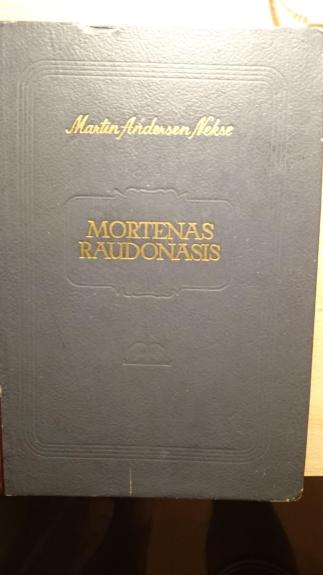 Martin Andersen Nekse
MORTENAS
RAUDONASIS